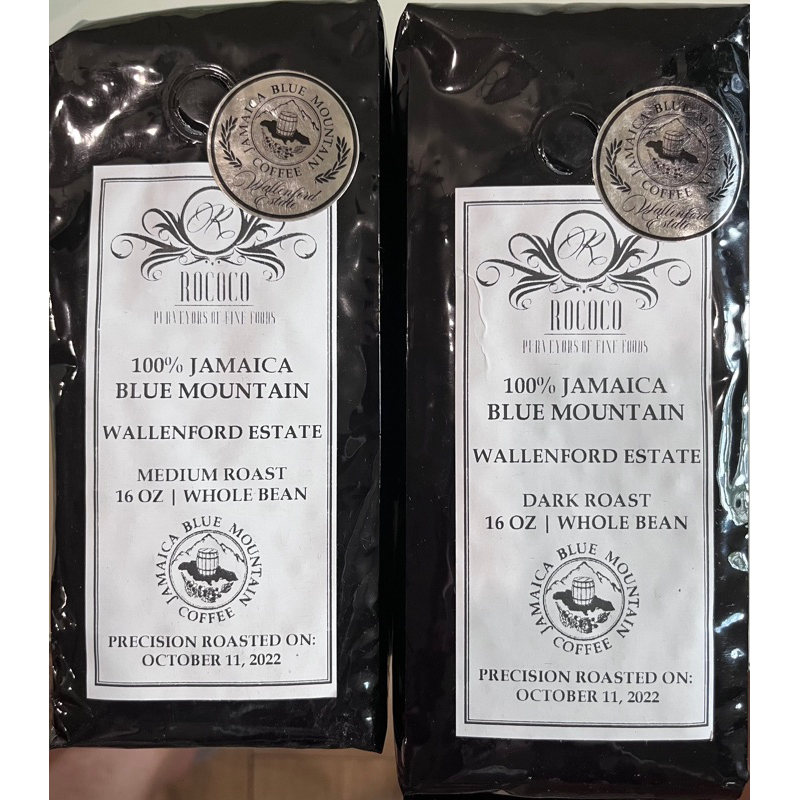 JAMAICA BLUE MOUNTAIN
COFFEE
Wallenford
Estate
R
ROCOCO
PURVEYORS OF FINE FOODS
100% JAMAICA
BLUE MOUNTAIN
WALLENFORD ESTATE
MEDIUM ROAST
16 OZ | WHOLE BEAN
JAMAICA BLUE MOUNTAIN
COFFEE
PRECISION ROASTED ON:
OCTOBER 11, 2022
JAMAICA BLUE MOUNTAIN
COFFEE
Wallenford
Estate
R
ROCOCO
PURVEYORS OF FINE FOODS
100% JAMAICA
BLUE MOUNTAIN
WALLENFORD ESTATE
DARK ROAST
16 OZ | WHOLE BEAN
JAMAICA BLUE MOUNTAIN
COFFEE
PRECISION ROASTED ON:
OCTOBER 11, 2022